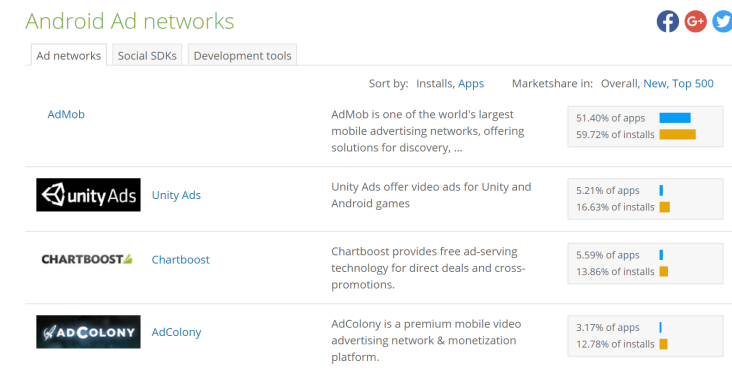 Android Ad networks
Ad networks Social SDKs Development tools
Sort by: Installs, Apps Marketshare in: Overall, New, Top 500
AdMob
AdMob is one of the world's largest
mobile advertising networks, offering
solutions for discovery, ...
51.40% of apps
59.72% of installs
unityAds
Unity Ads
Unity Ads offer video ads for Unity and
Android games
5.21% of apps
16.63% of installs
CHARTBOOST
Chartboost
Chartboost provides free ad-serving
technology for direct deals and cross-
promotions.
5.59% of apps
13.86% of installs
ADCOLONY
AdColony
AdColony is a premium mobile video
advertising network & monetization
platform.
3.17% of apps
12.78% of installs